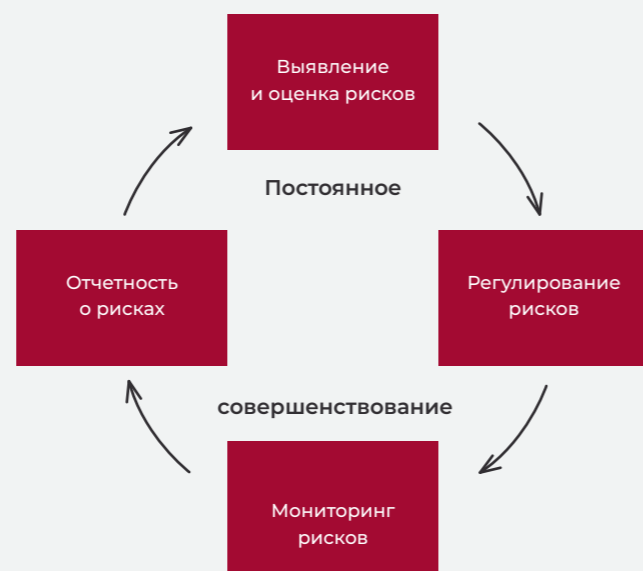 Выявление
и оценка рисков
Постоянное
Отчетность
о рисках
Регулирование
рисков
совершенствование
Мониторинг
рисков